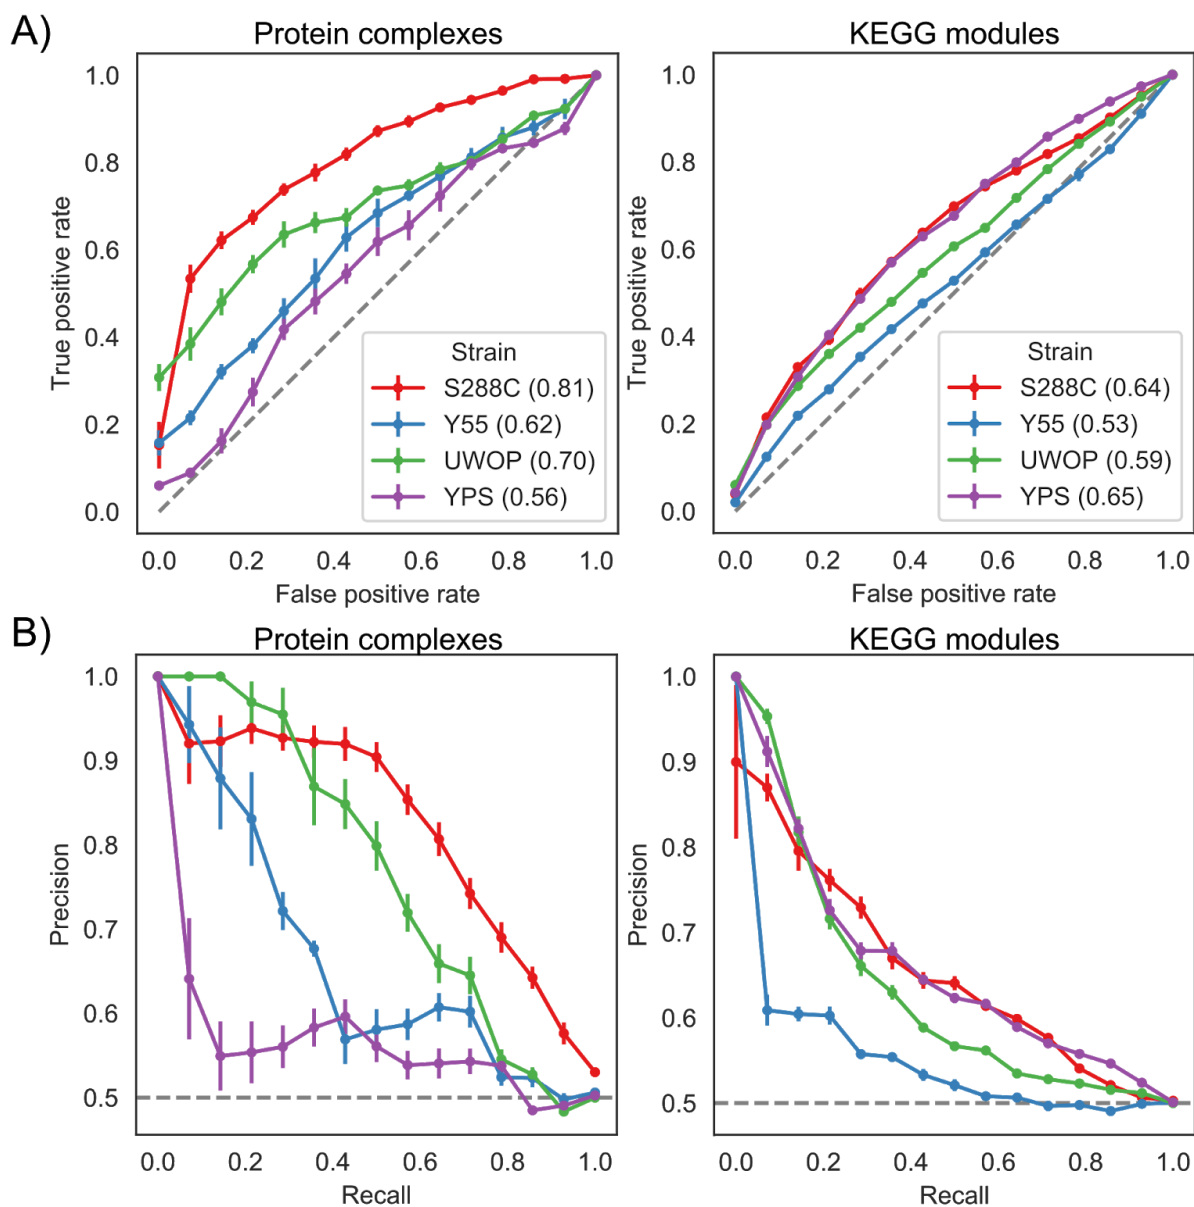 A)
Protein complexes
KEGG modules
True positive rate
1.0
0.8
0.6
0.4
0.2
0.0
Strain
S288C (0.81)
Y55 (0.62)
UWOP (0.70)
YPS (0.56)
0.0 0.2 0.4 0.6 0.8 1.0
False positive rate
True positive rate
1.0
0.8
0.6
0.4
0.2
0.0
Strain
S288C (0.64)
Y55 (0.53)
UWOP (0.59)
YPS (0.65)
0.0 0.2 0.4 0.6 0.8 1.0
False positive rate
B)
Protein complexes
KEGG modules
Precision
1.0
0.9
0.8
0.7
0.6
0.5
0.0 0.2 0.4 0.6 0.8 1.0
Recall
Precision
1.0
0.9
0.8
0.7
0.6
0.5
0.0 0.2 0.4 0.6 0.8 1.0
Recall